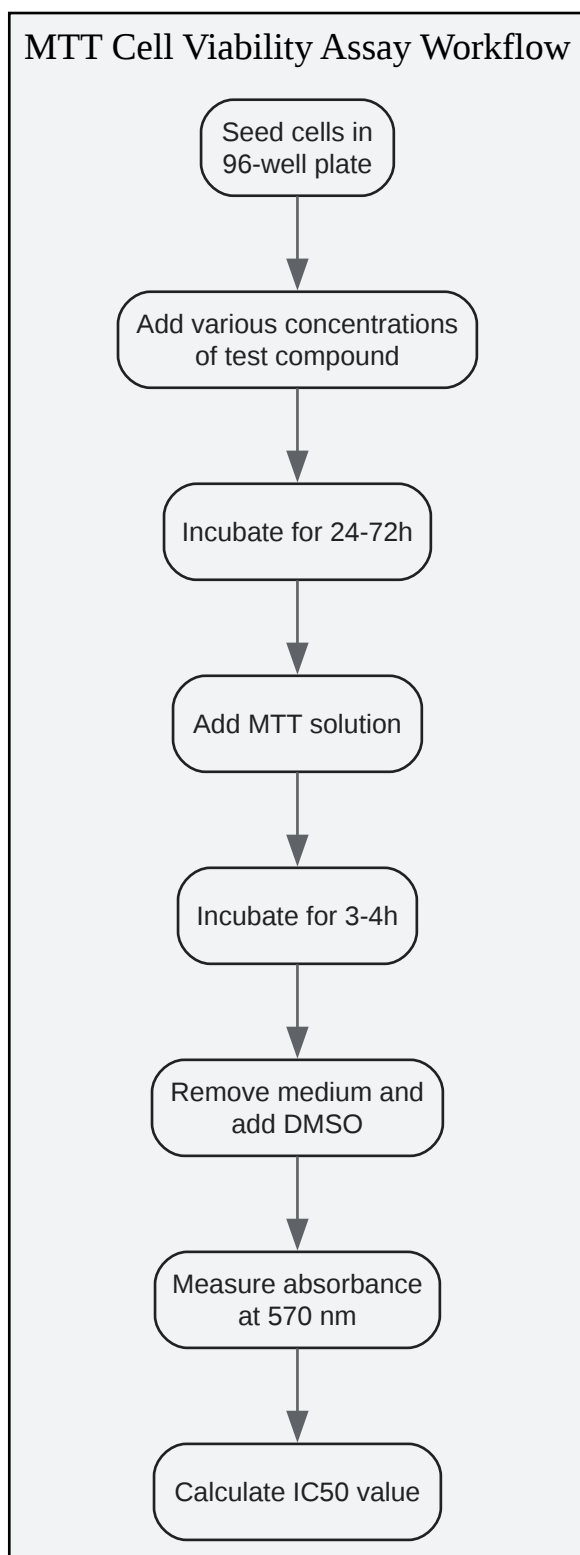 MTT Cell Viability Assay Workflow
Seed cells in
96-well plate
Add various concentrations
of test compound
Incubate for 24-72h
Add MTT solution
Incubate for 3-4h
Remove medium and
add DMSO
Measure absorbance
at 570 nm
Calculate IC50 value